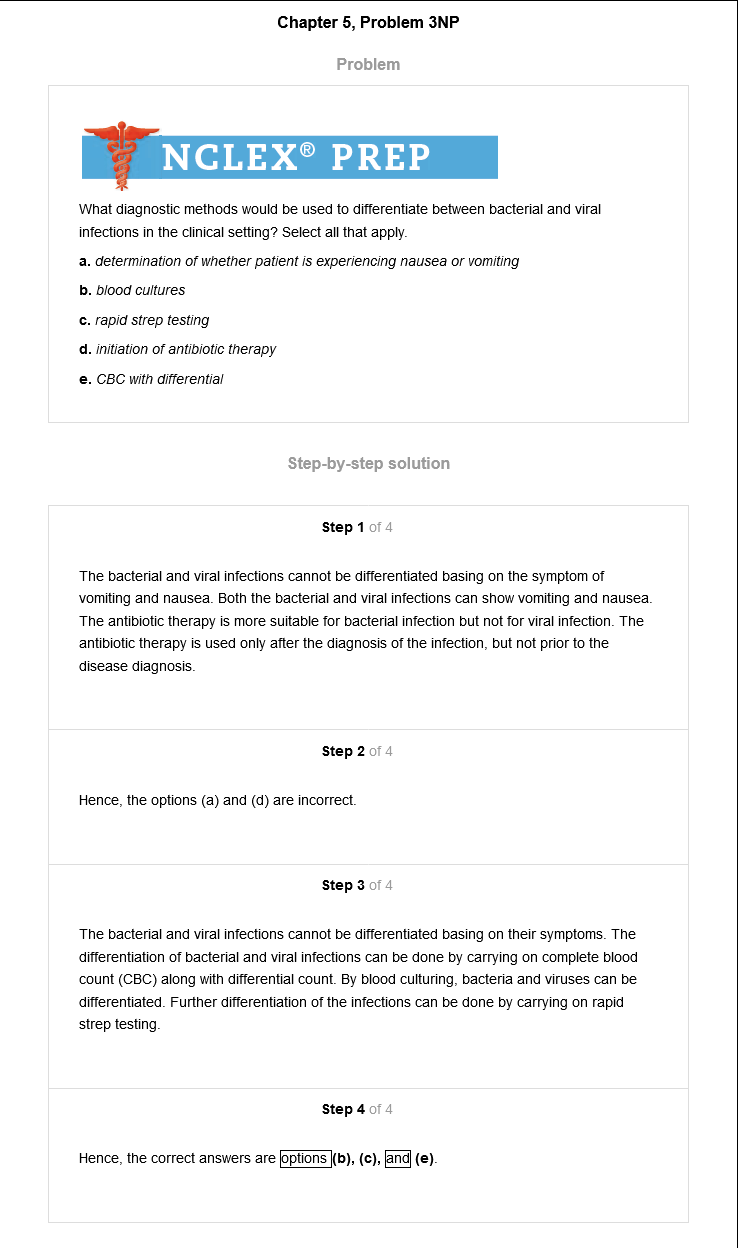 Chapter 5, Problem 3NP
Problem
NCLEX® PREP
What diagnostic methods would be used to differentiate between bacterial and viral
infections in the clinical setting? Select all that apply.
a. determination of whether patient is experiencing nausea or vomiting
b. blood cultures
c. rapid strep testing
d. initiation of antibiotic therapy
e. CBC with differential
Step-by-step solution
Step 1 of 4
The bacterial and viral infections cannot be differentiated basing on the symptom of
vomiting and nausea. Both the bacterial and viral infections can show vomiting and nausea.
The antibiotic therapy is more suitable for bacterial infection but not for viral infection. The
antibiotic therapy is used only after the diagnosis of the infection, but not prior to the
disease diagnosis.
Step 2 of 4
Hence, the options (a) and (d) are incorrect.
Step 3 of 4
The bacterial and viral infections cannot be differentiated basing on their symptoms. The
differentiation of bacterial and viral infections can be done by carrying on complete blood
count (CBC) along with differential count. By blood culturing, bacteria and viruses can be
differentiated. Further differentiation of the infections can be done by carrying on rapid
strep testing.
Step 4 of 4
Hence, the correct answers are options (b), (c), and (e).